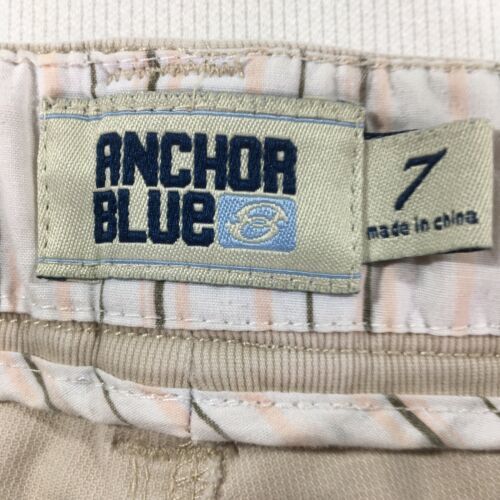 ANCHOR
BLUe
7
made in china